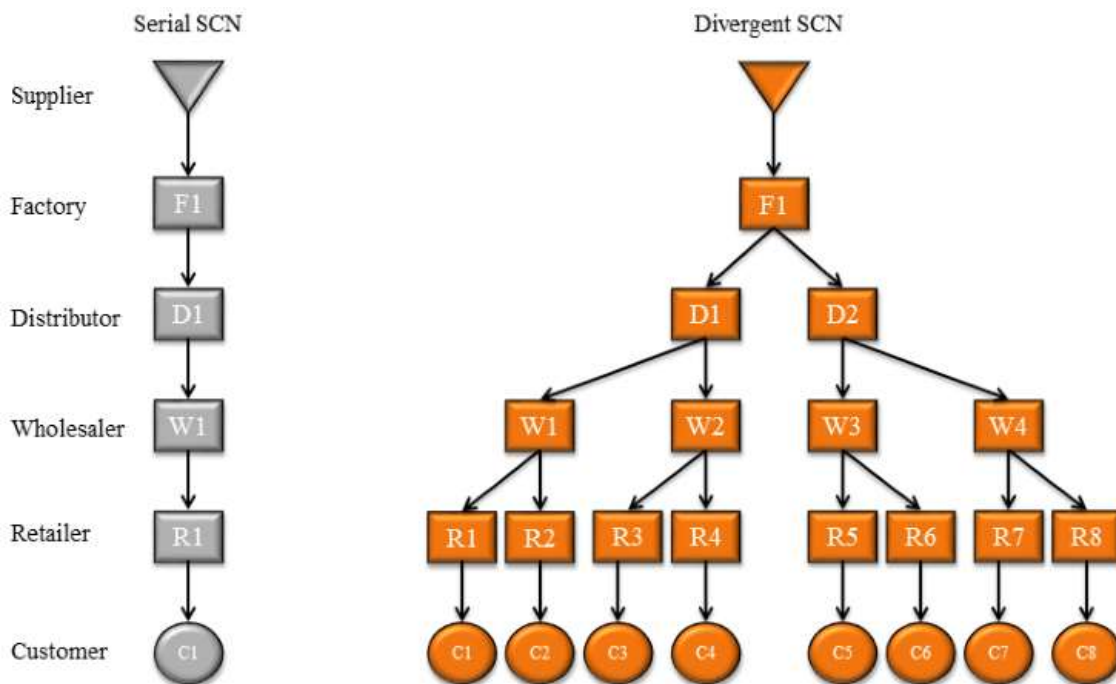 Serial SCN Divergent SCN
Supplier
Factory F1 F1
Distributor D1 D1 D2
Wholesaler W1 W1 W2 W3 W4
Retailer R1 R1 R2 R3 R4 R5 R6 R7 R8
Customer C1 C1 C2 C3 C4 C5 C6 C7 C8